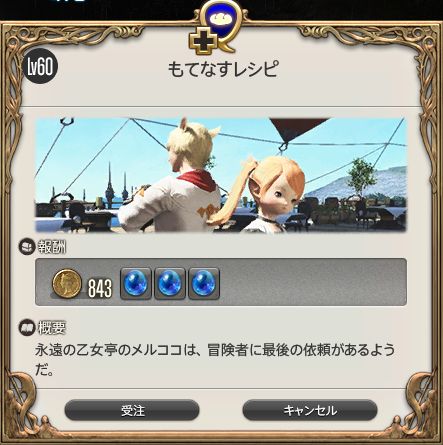 Lv60
もてなすレシピ
報酬
843
概要
永遠の乙女亭のメルココは、冒険者に最後の依頼があるよう
だ。
受注
キャンセル